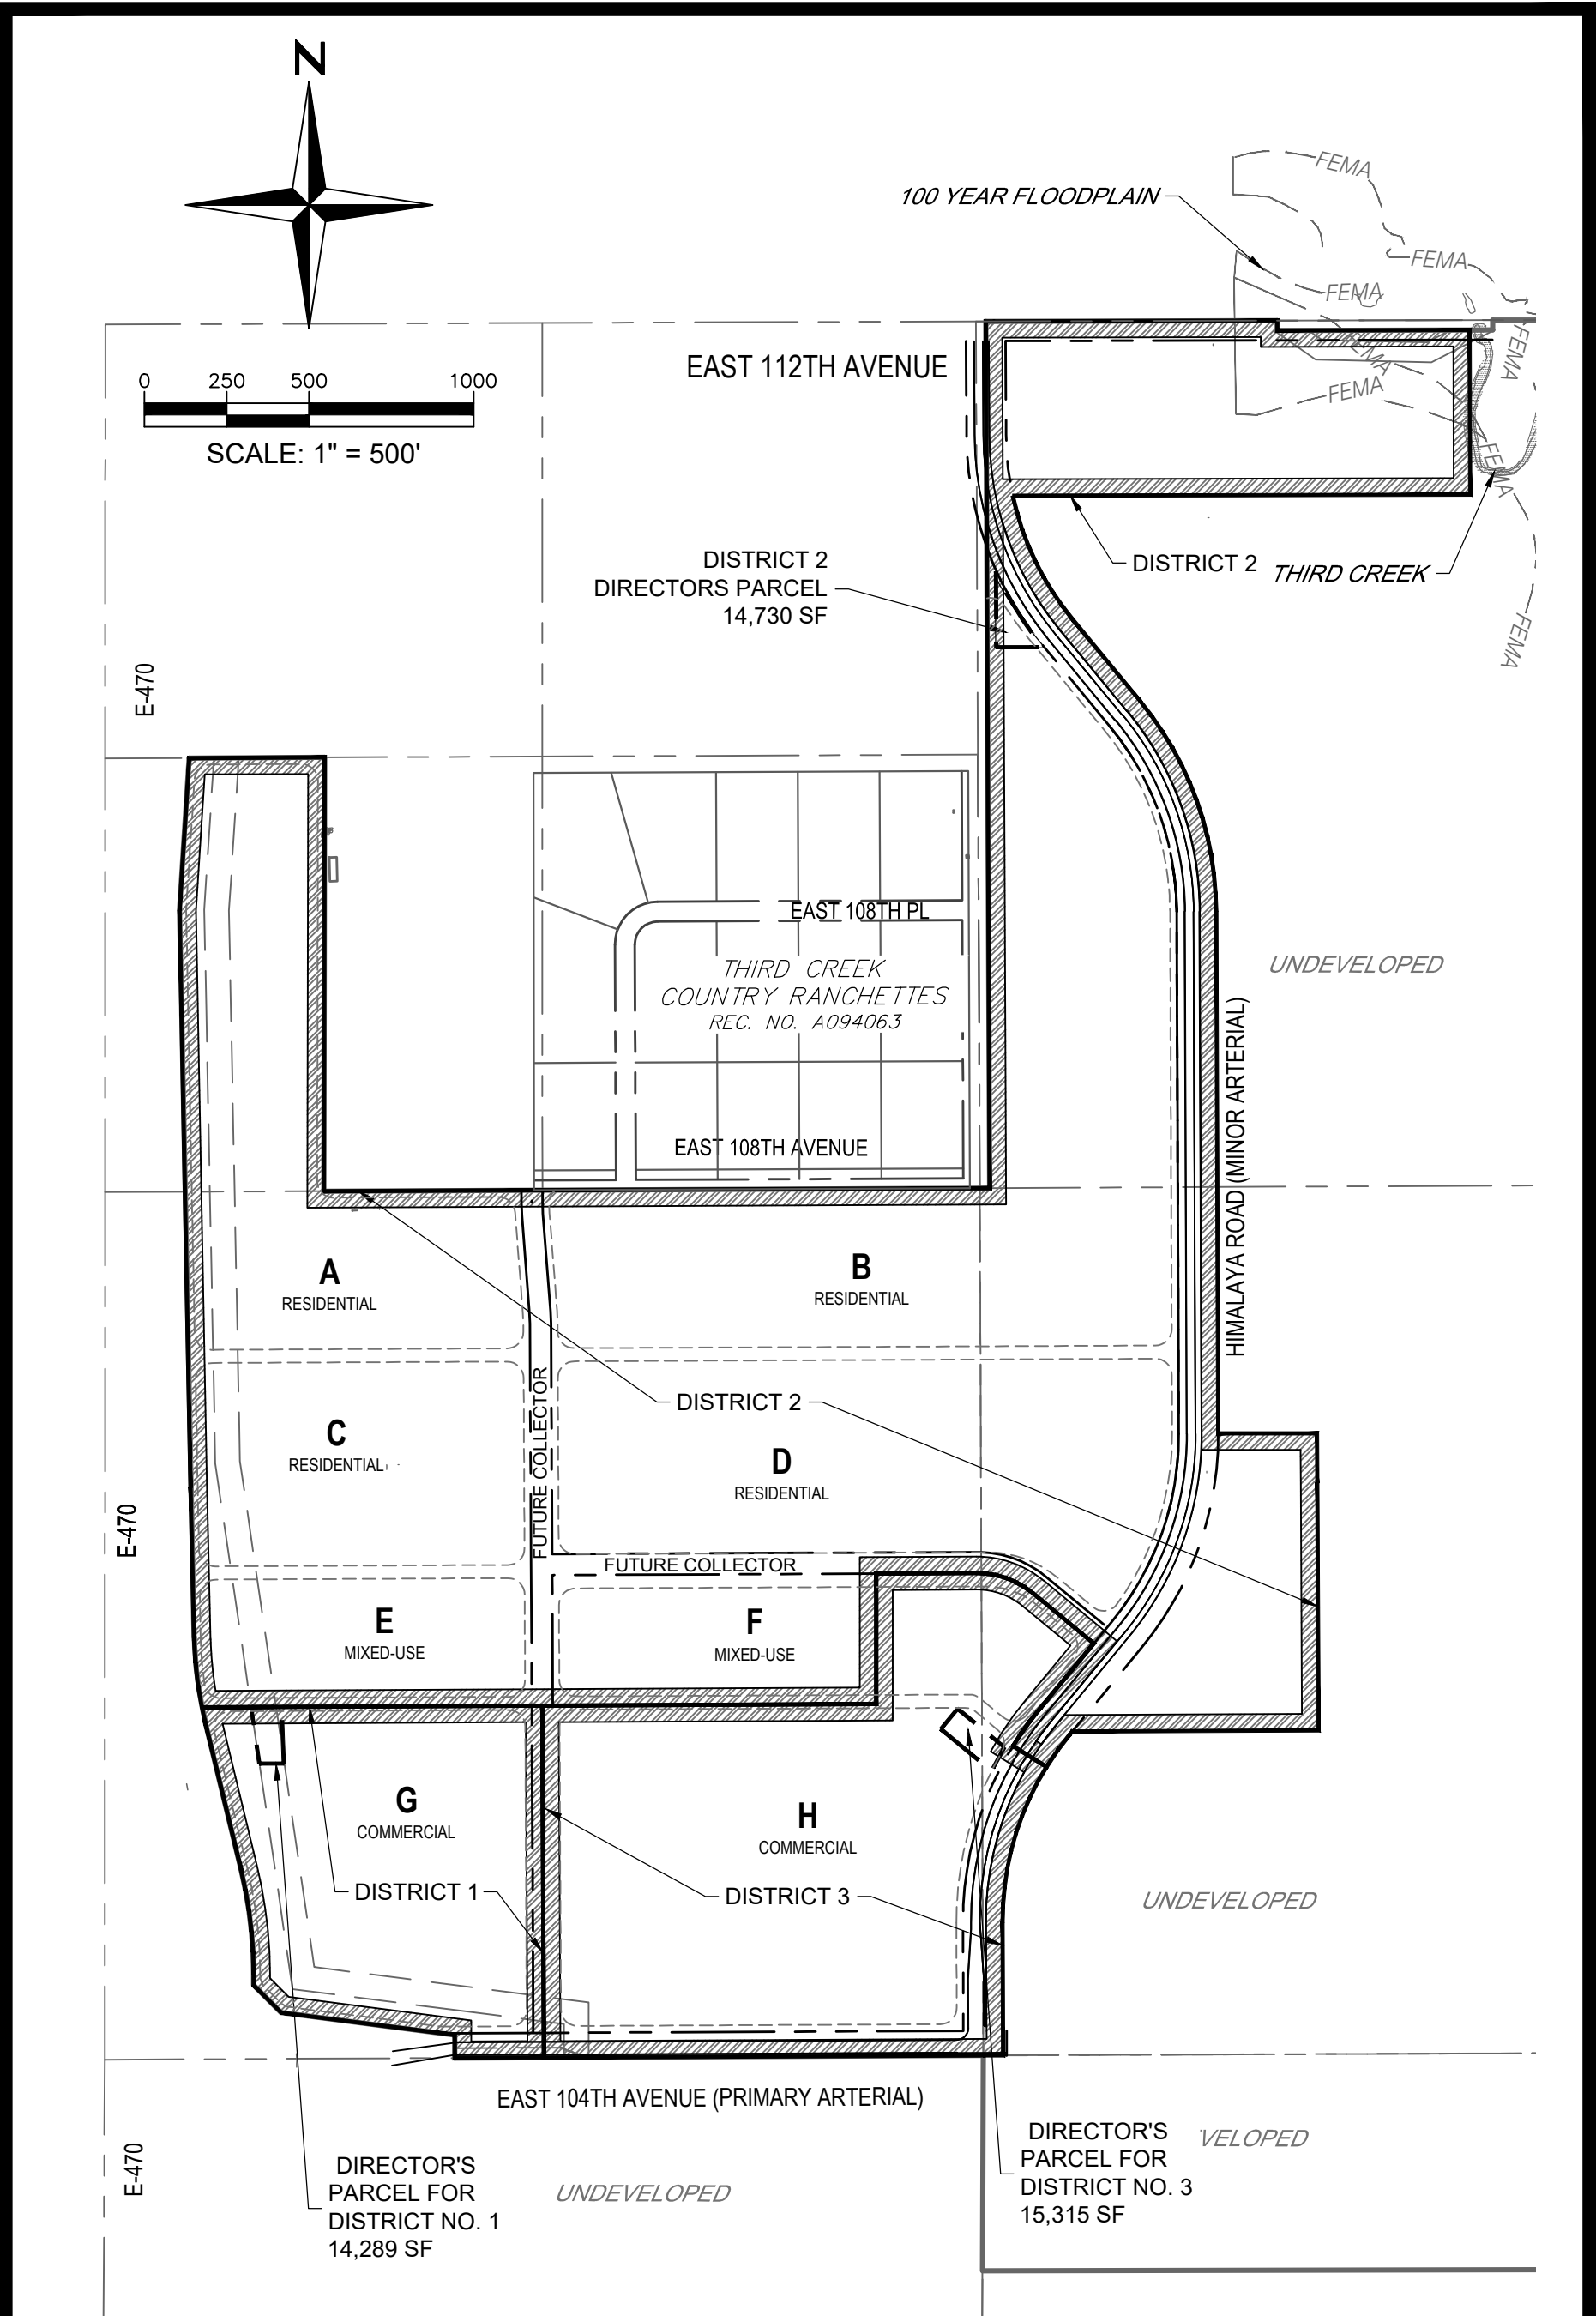 N
100 YEAR FLOODPLAIN
FEMA
FEMA
FEMA
FEMA
FEMA
FEMA
FEMA
FEMA
EAST 112TH AVENUE
0 250 500 1000
SCALE: 1" = 500'
DISTRICT 2
DIRECTORS PARCEL
14,730 SF
DISTRICT 2
THIRD CREEK
E-470
EAST 108TH PL
THIRD CREEK
COUNTRY RANCHETTES
REC. NO. A094063
EAST 108TH AVENUE
UNDEVELOPED
HIMALAYA ROAD (MINOR ARTERIAL)
A
RESIDENTIAL
B
RESIDENTIAL
DISTRICT 2
C
RESIDENTIAL
D
RESIDENTIAL
FUTURE COLLECTOR
FUTURE COLLECTOR
E-470
E
MIXED-USE
F
MIXED-USE
G
COMMERCIAL
H
COMMERCIAL
DISTRICT 1
DISTRICT 3
UNDEVELOPED
EAST 104TH AVENUE (PRIMARY ARTERIAL)
E-470
DIRECTOR'S
PARCEL FOR
DISTRICT NO. 1
14,289 SF
UNDEVELOPED
DIRECTOR'S
PARCEL FOR
DISTRICT NO. 3
15,315 SF
VELOPED